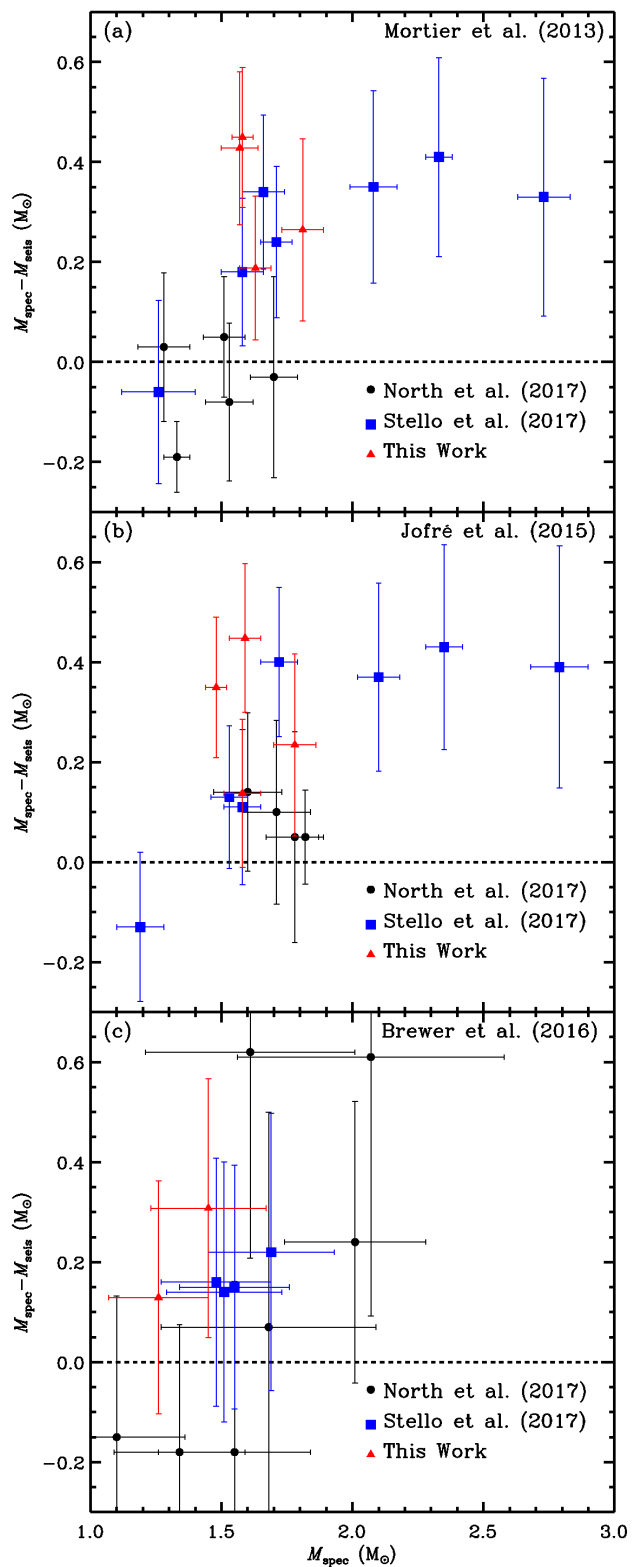 (a) Mortier et al. (2013)
0.6
0.4
0.2
0.0
−0.2
M_spec−M_seis (M⊙)
North et al. (2017)
Stello et al. (2017)
This Work
(b) Jofré et al. (2015)
0.6
0.4
0.2
0.0
−0.2
M_spec−M_seis (M⊙)
North et al. (2017)
Stello et al. (2017)
This Work
(c) Brewer et al. (2016)
0.6
0.4
0.2
0.0
−0.2
M_spec−M_seis (M⊙)
North et al. (2017)
Stello et al. (2017)
This Work
1.0 1.5 2.0 2.5 3.0
M_spec (M⊙)